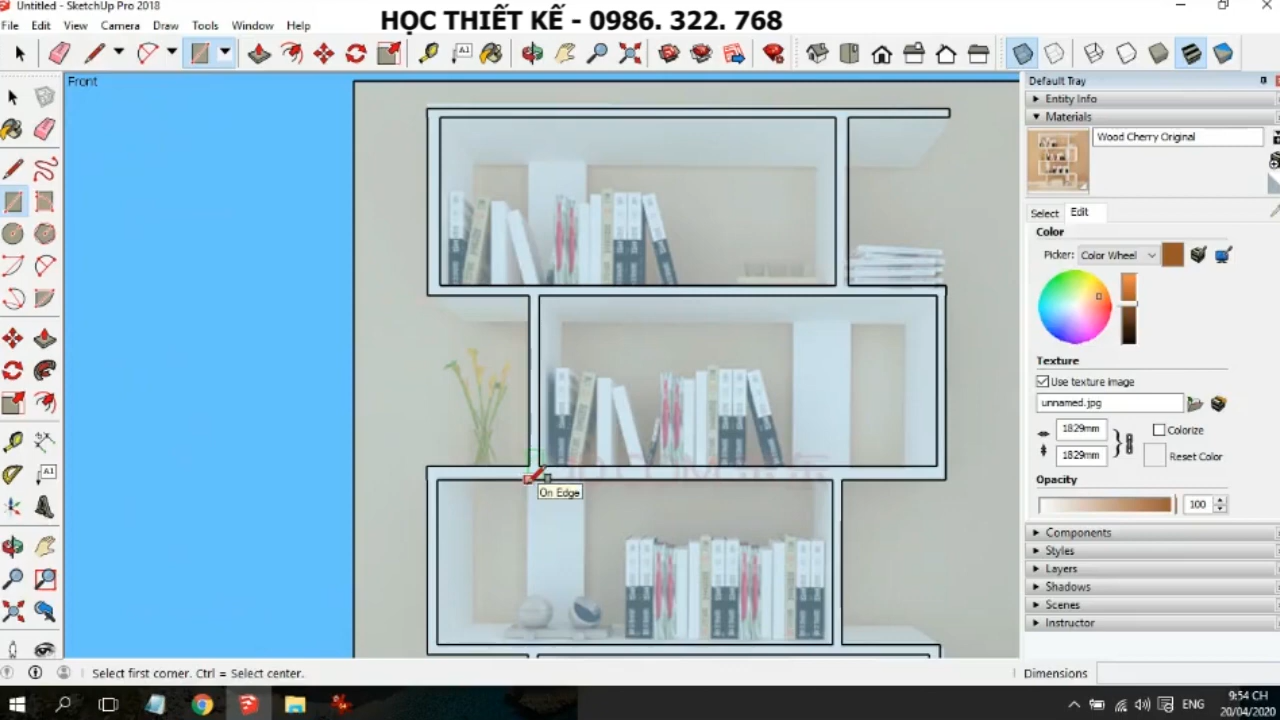 Untitled - SketchUp Pro 2018
HỌC THIẾT KẾ - 0986. 322. 768
File Edit View Camera Draw Tools Window Help
A1
Front
Default Tray
Entity Info
Materials
Wood Cherry Original
Select Edit
Color
Picker: Color Wheel
Texture
Use texture image
unnamed.jpg
1829mm
Colorize
1829mm
Reset Color
Opacity
100
Components
Styles
Layers
Shadows
Scenes
Instructor
A1
On Edge
Select first corner. Ctrl = Select center.
Dimensions
ENG
9:54 CH
20/04/2020